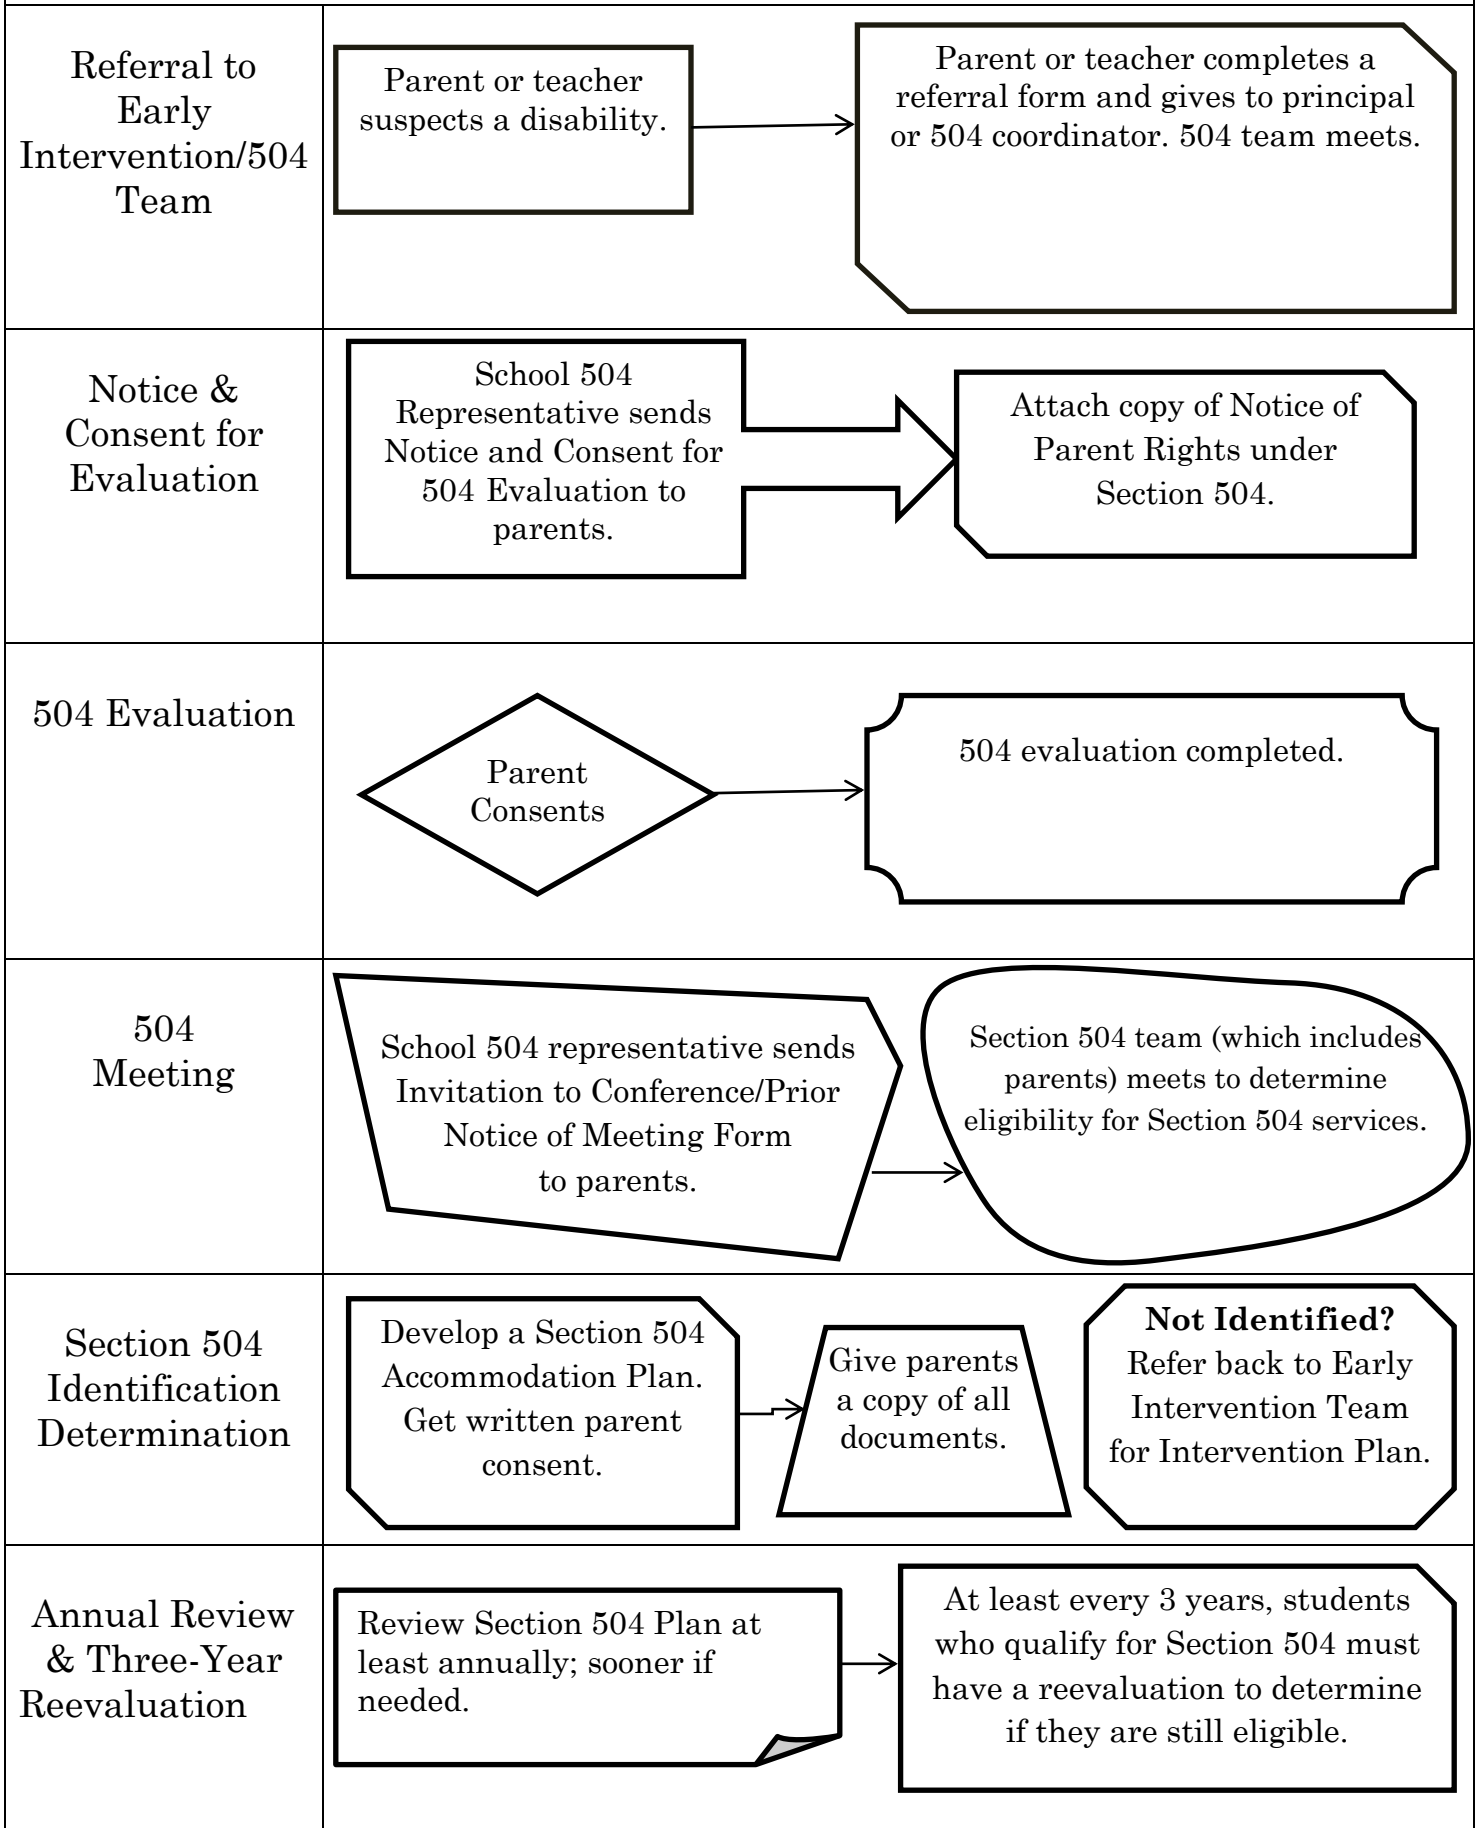 Referral to
Early
Intervention/504
Team
Parent or teacher
suspects a disability.
Parent or teacher completes a
referral form and gives to principal
or 504 coordinator. 504 team meets.
Notice &
Consent for
Evaluation
School 504
Representative sends
Notice and Consent for
504 Evaluation to
parents.
Attach copy of Notice of
Parent Rights under
Section 504.
504 Evaluation
Parent
Consents
504 evaluation completed.
504
Meeting
School 504 representative sends
Invitation to Conference/Prior
Notice of Meeting Form
to parents.
Section 504 team (which includes
parents) meets to determine
eligibility for Section 504 services.
Section 504
Identification
Determination
Develop a Section 504
Accommodation Plan.
Get written parent
consent.
Give parents
a copy of all
documents.
Not Identified?
Refer back to Early
Intervention Team
for Intervention Plan.
Annual Review
& Three-Year
Reevaluation
Review Section 504 Plan at
least annually; sooner if
needed.
At least every 3 years, students
who qualify for Section 504 must
have a reevaluation to determine
if they are still eligible.